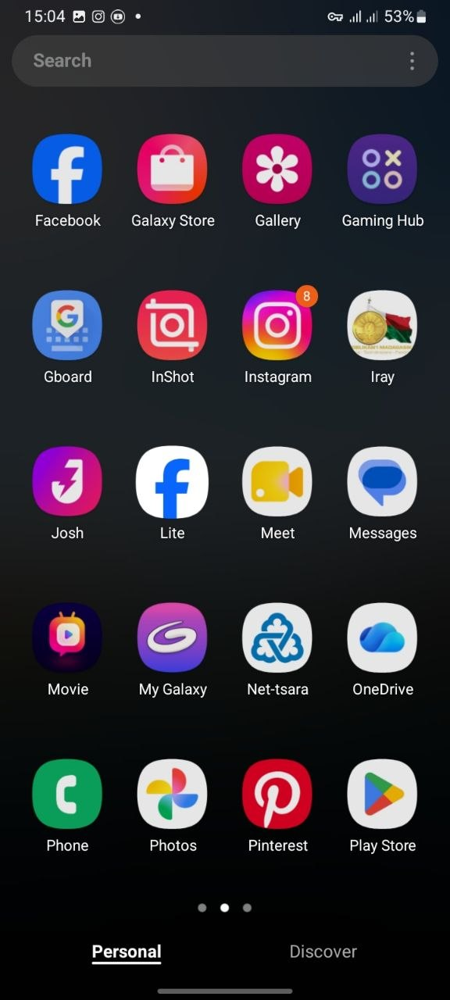 15:04 53%
Search
Facebook Galaxy Store Gallery Gaming Hub
8
Gboard InShot Instagram Iray
Josh Lite Meet Messages
Movie My Galaxy Net-tsara OneDrive
Phone Photos Pinterest Play Store
Personal Discover